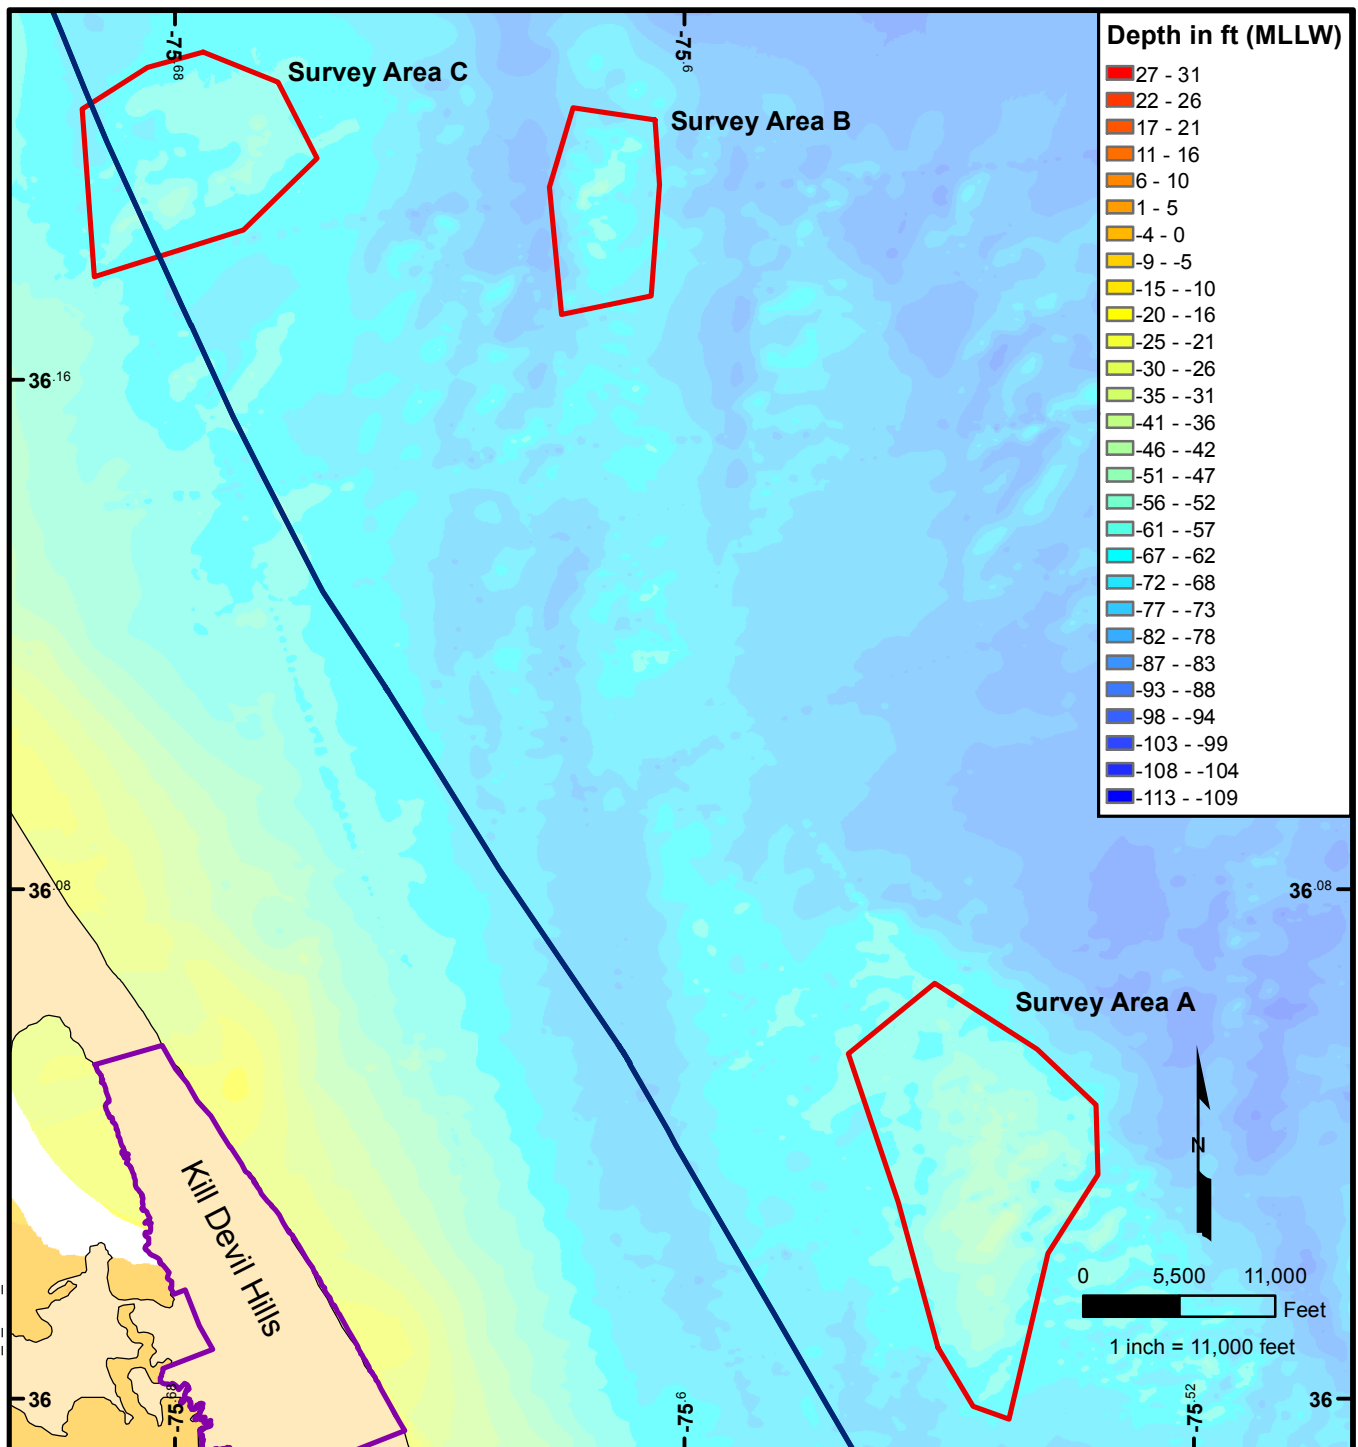 -75.68
-75.6
Depth in ft (MLLW)
27 - 31
22 - 26
17 - 21
11 - 16
6 - 10
1 - 5
-4 - 0
-9 - -5
-15 - -10
-20 - -16
-25 - -21
-30 - -26
-35 - -31
-41 - -36
-46 - -42
-51 - -47
-56 - -52
-61 - -57
-67 - -62
-72 - -68
-77 - -73
-82 - -78
-87 - -83
-93 - -88
-98 - -94
-103 - -99
-108 - -104
-113 - -109
Survey Area C
Survey Area B
36.16
36.08
36.08
Survey Area A
N
Kill Devil Hills
0 5,500 11,000
Feet
1 inch = 11,000 feet
36
36
-75.68
-75.6
-75.52